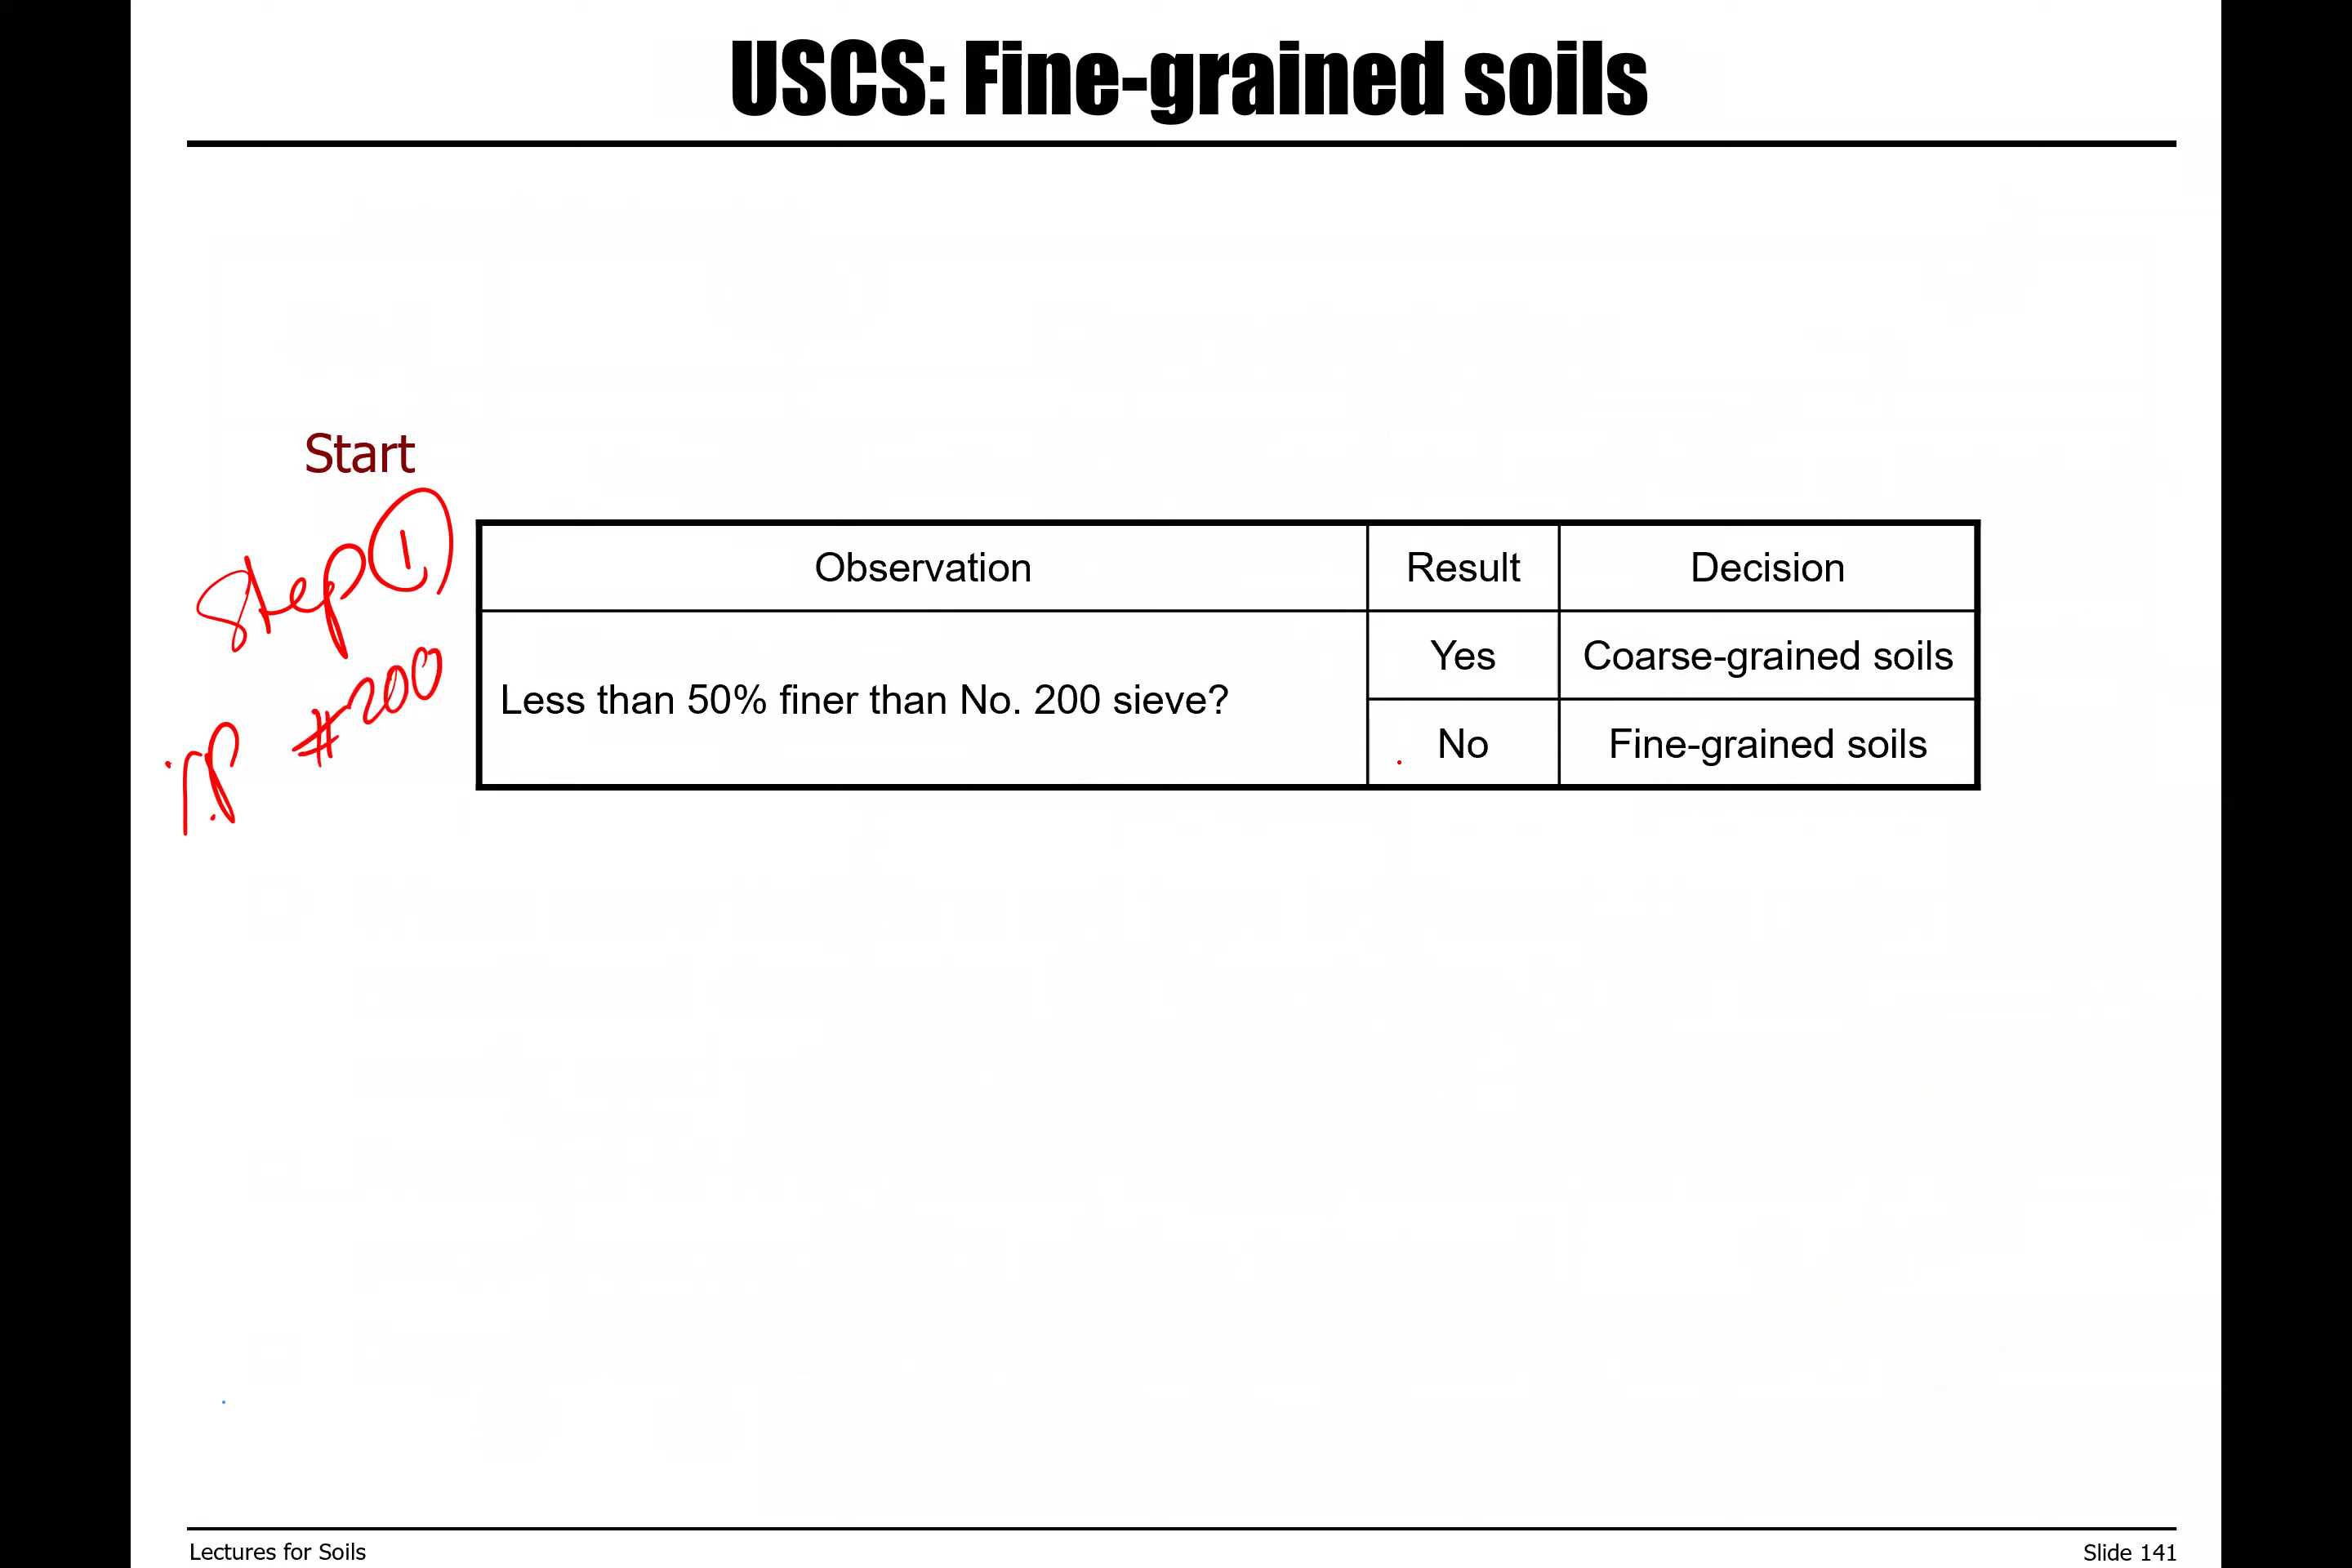 USCS: Fine-grained soils
Start
Step 1
%P #200
Observation Result Decision
Less than 50% finer than No. 200 sieve? Yes Coarse-grained soils
No Fine-grained soils
Lectures for Soils Slide 141